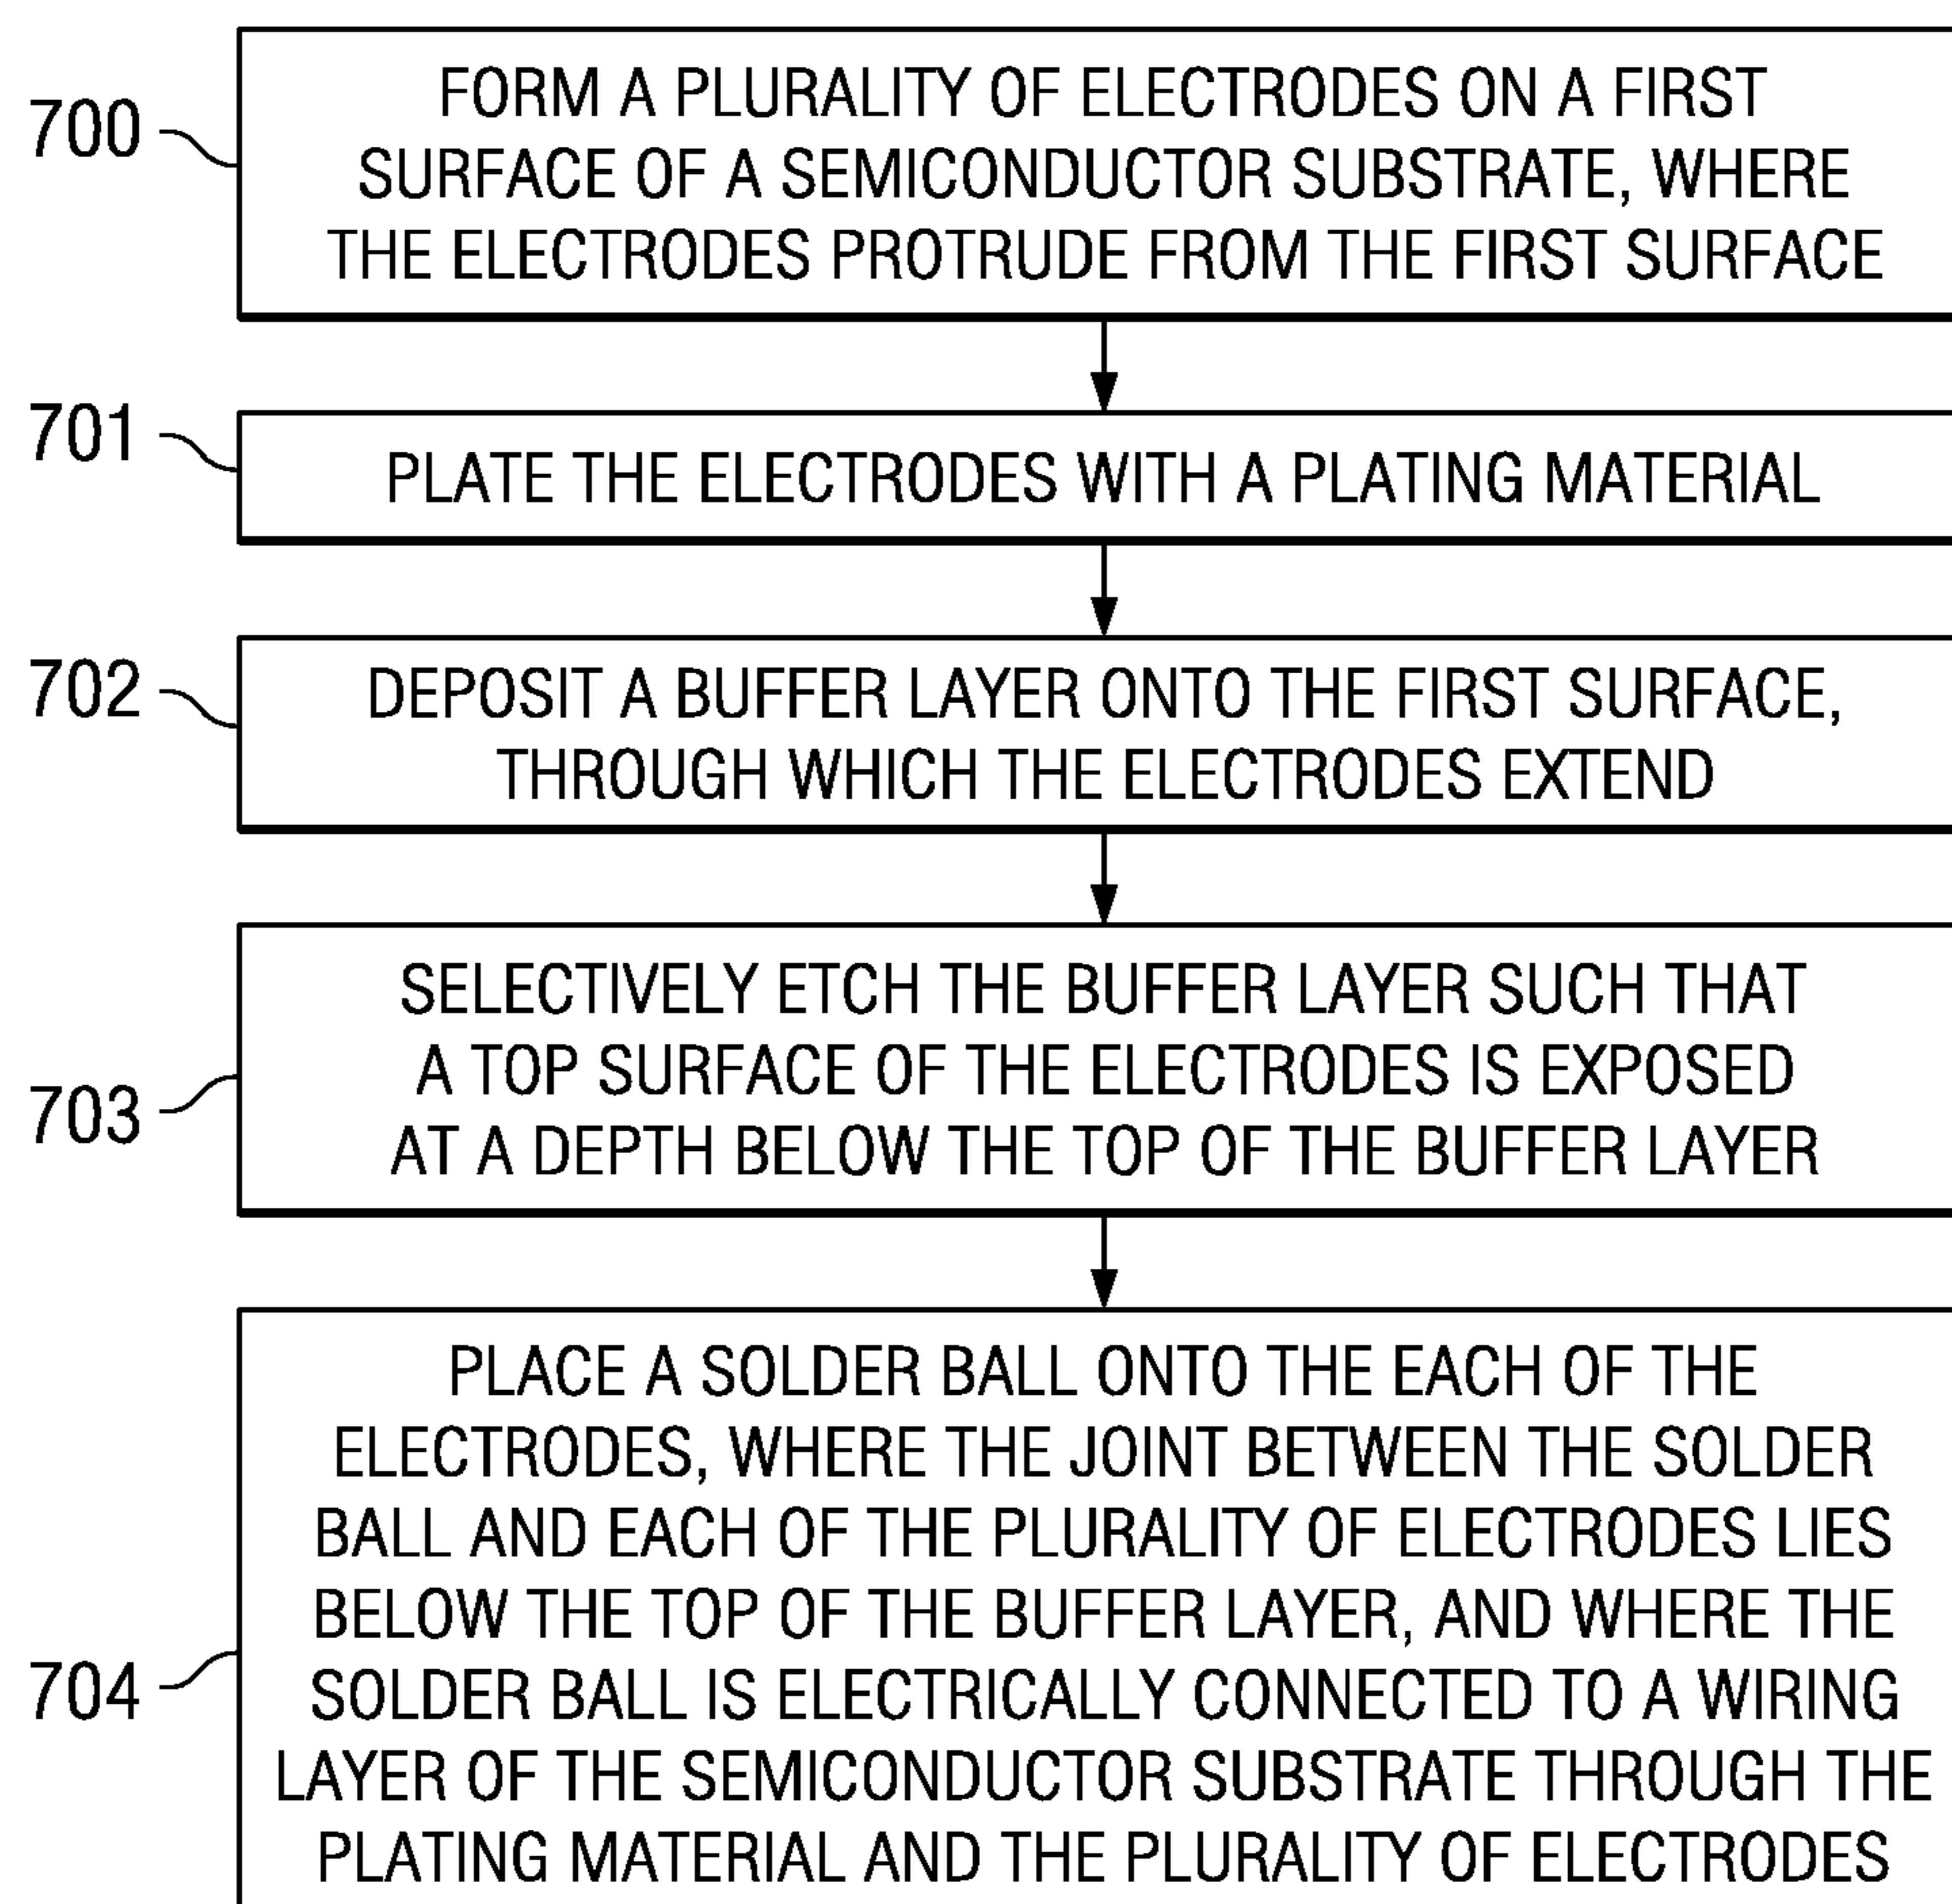 700
FORM A PLURALITY OF ELECTRODES ON A FIRST
SURFACE OF A SEMICONDUCTOR SUBSTRATE, WHERE
THE ELECTRODES PROTRUDE FROM THE FIRST SURFACE
701
PLATE THE ELECTRODES WITH A PLATING MATERIAL
702
DEPOSIT A BUFFER LAYER ONTO THE FIRST SURFACE,
THROUGH WHICH THE ELECTRODES EXTEND
703
SELECTIVELY ETCH THE BUFFER LAYER SUCH THAT
A TOP SURFACE OF THE ELECTRODES IS EXPOSED
AT A DEPTH BELOW THE TOP OF THE BUFFER LAYER
704
PLACE A SOLDER BALL ONTO THE EACH OF THE
ELECTRODES, WHERE THE JOINT BETWEEN THE SOLDER
BALL AND EACH OF THE PLURALITY OF ELECTRODES LIES
BELOW THE TOP OF THE BUFFER LAYER, AND WHERE THE
SOLDER BALL IS ELECTRICALLY CONNECTED TO A WIRING
LAYER OF THE SEMICONDUCTOR SUBSTRATE THROUGH THE
PLATING MATERIAL AND THE PLURALITY OF ELECTRODES